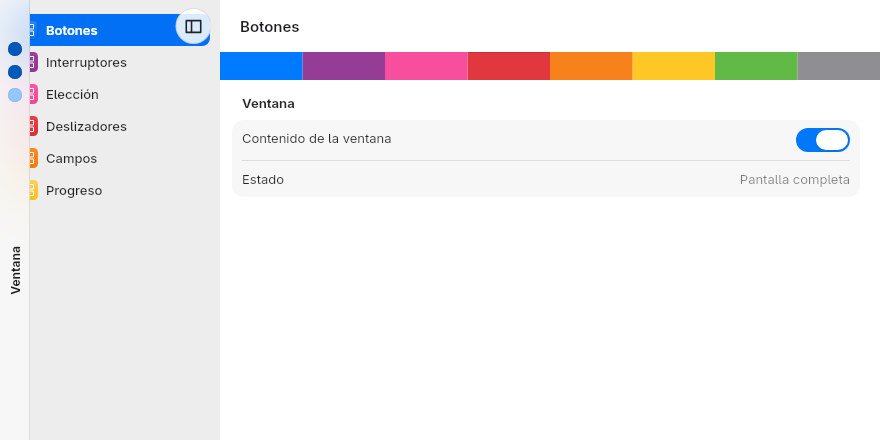 Botones
Interruptores
Elección
Deslizadores
Campos
Progreso
Ventana
Botones
Ventana
Contenido de la ventana
Estado
Pantalla completa